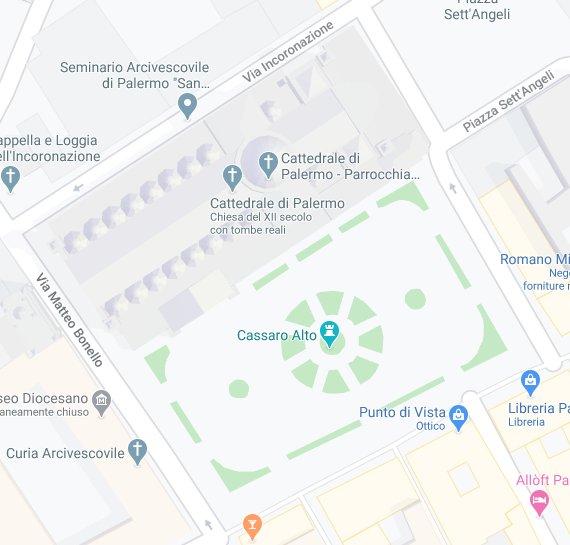 Piazza
Sett'Angeli
Via Incoronazione
Seminario Arcivescovile
di Palermo "San...
Piazza Sett'Angeli
appella e Loggia
ell'Incoronazione
Cattedrale di
Palermo - Parrocchia...
Cattedrale di Palermo
Chiesa del XII secolo
con tombe reali
Romano Mi
Nego
forniture m
Via Matteo Bonello
Cassaro Alto
seo Diocesano
aneamente chiuso
Punto di Vista
Ottico
Libreria Pa
Libreria
Curia Arcivescovile
Allòft Pa